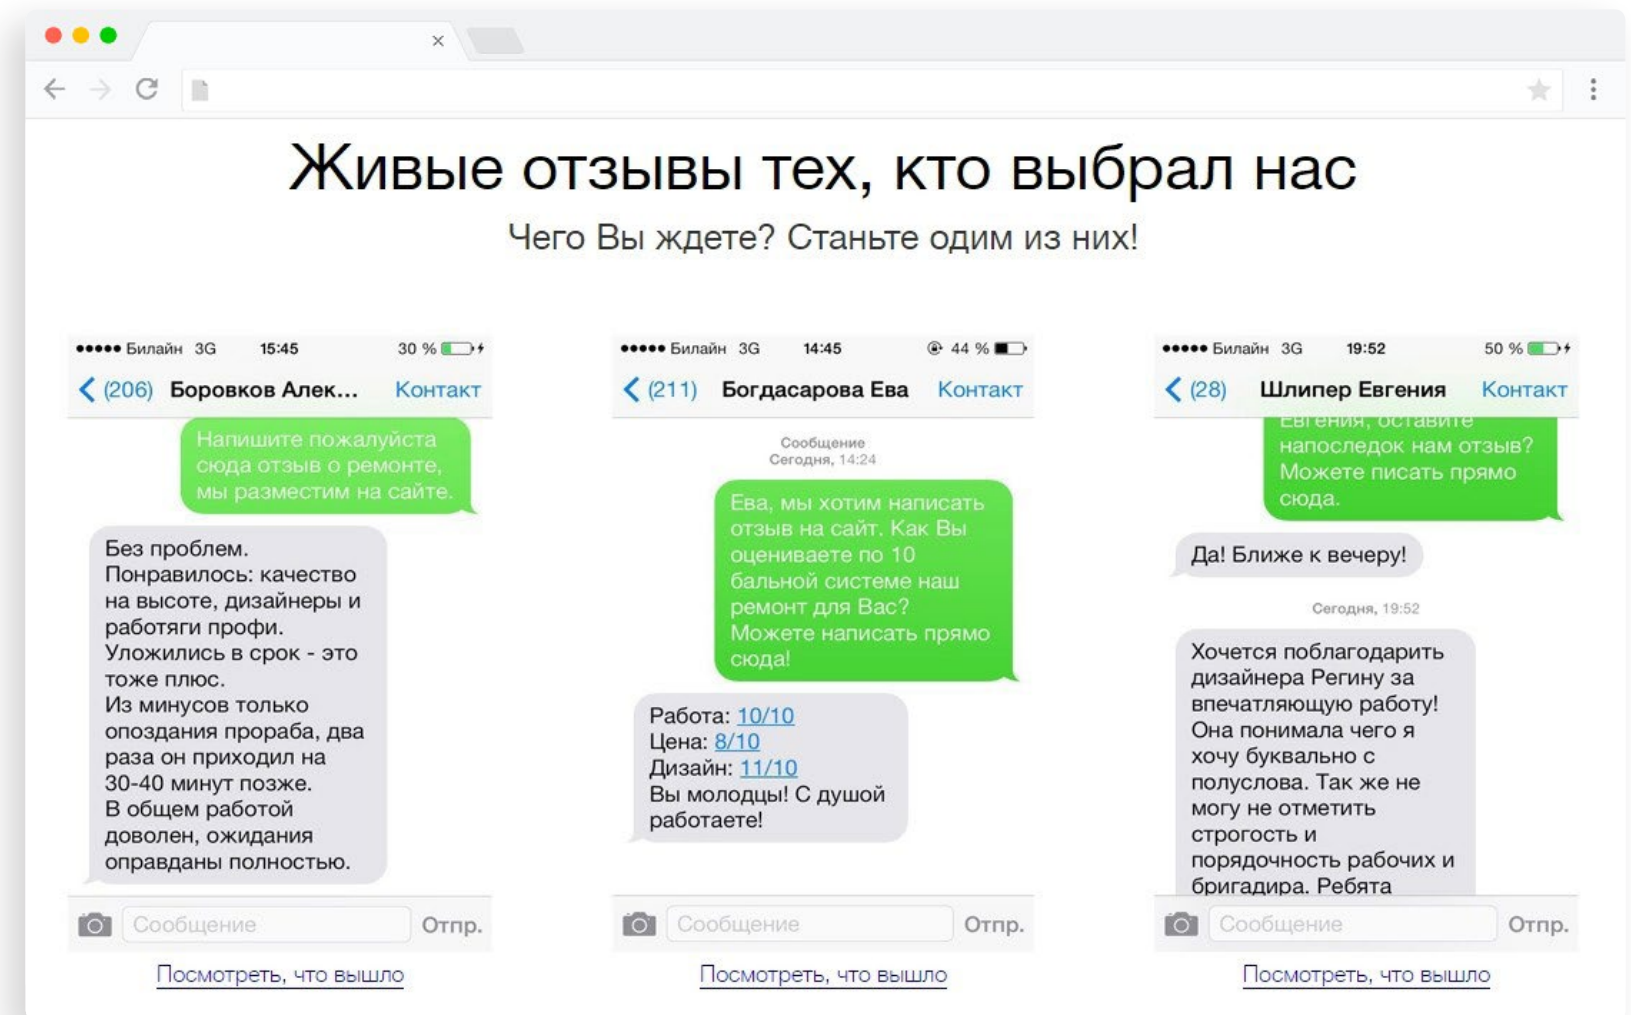 Живые отзывы тех, кто выбрал нас
Чего Вы ждете? Станьте одим из них!
Билайн 3G 15:45 30 %
(206) Боровков Алек... Контакт
Напишите пожалуйста
сюда отзыв о ремонте,
мы разместим на сайте.
Без проблем.
Понравилось: качество
на высоте, дизайнеры и
работяги профи.
Уложились в срок - это
тоже плюс.
Из минусов только
опоздания прораба, два
раза он приходил на
30-40 минут позже.
В общем работой
доволен, ожидания
оправданы полностью.
Сообщение Отпр.
Посмотреть, что вышло
Билайн 3G 14:45 44 %
(211) Богдасарова Ева Контакт
Сообщение
Сегодня, 14:24
Ева, мы хотим написать
отзыв на сайт. Как Вы
оцениваете по 10
бальной системе наш
ремонт для Вас?
Можете написать прямо
сюда!
Работа: 10/10
Цена: 8/10
Дизайн: 11/10
Вы молодцы! С душой
работаете!
Сообщение Отпр.
Посмотреть, что вышло
Билайн 3G 19:52 50 %
(28) Шлипер Евгения Контакт
Евгения, оставите
напоследок нам отзыв?
Можете писать прямо
сюда.
Да! Ближе к вечеру!
Сегодня, 19:52
Хочется поблагодарить
дизайнера Регину за
впечатляющую работу!
Она понимала чего я
хочу буквально с
полуслова. Так же не
могу не отметить
строгость и
порядочность рабочих и
бригадира. Ребята
Сообщение Отпр.
Посмотреть, что вышло